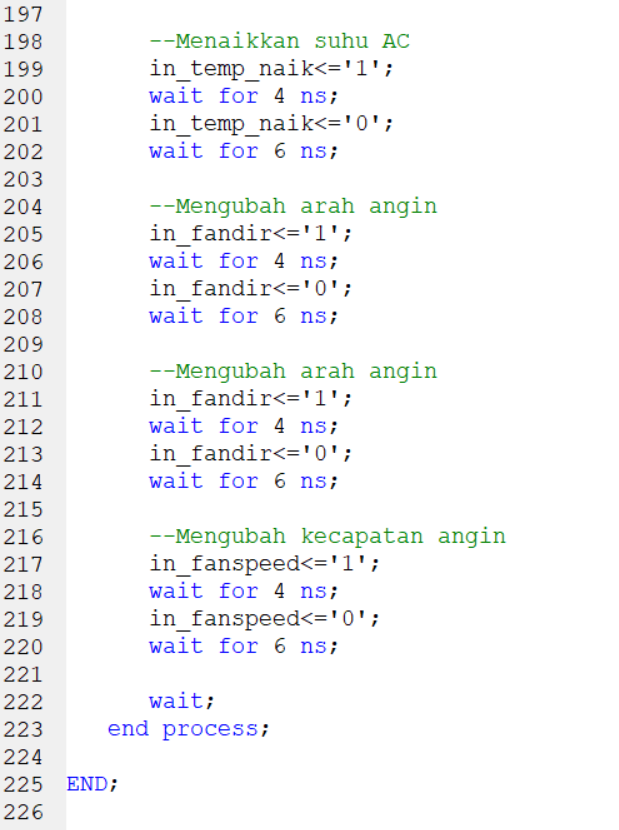 197
198 --Menaikkan suhu AC
199 in_temp_naik<='1';
200 wait for 4 ns;
201 in_temp_naik<='0';
202 wait for 6 ns;
203
204 --Mengubah arah angin
205 in_fandir<='1';
206 wait for 4 ns;
207 in_fandir<='0';
208 wait for 6 ns;
209
210 --Mengubah arah angin
211 in_fandir<='1';
212 wait for 4 ns;
213 in_fandir<='0';
214 wait for 6 ns;
215
216 --Mengubah kecapatan angin
217 in_fanspeed<='1';
218 wait for 4 ns;
219 in_fanspeed<='0';
220 wait for 6 ns;
221
222 wait;
223 end process;
224
225 END;
226